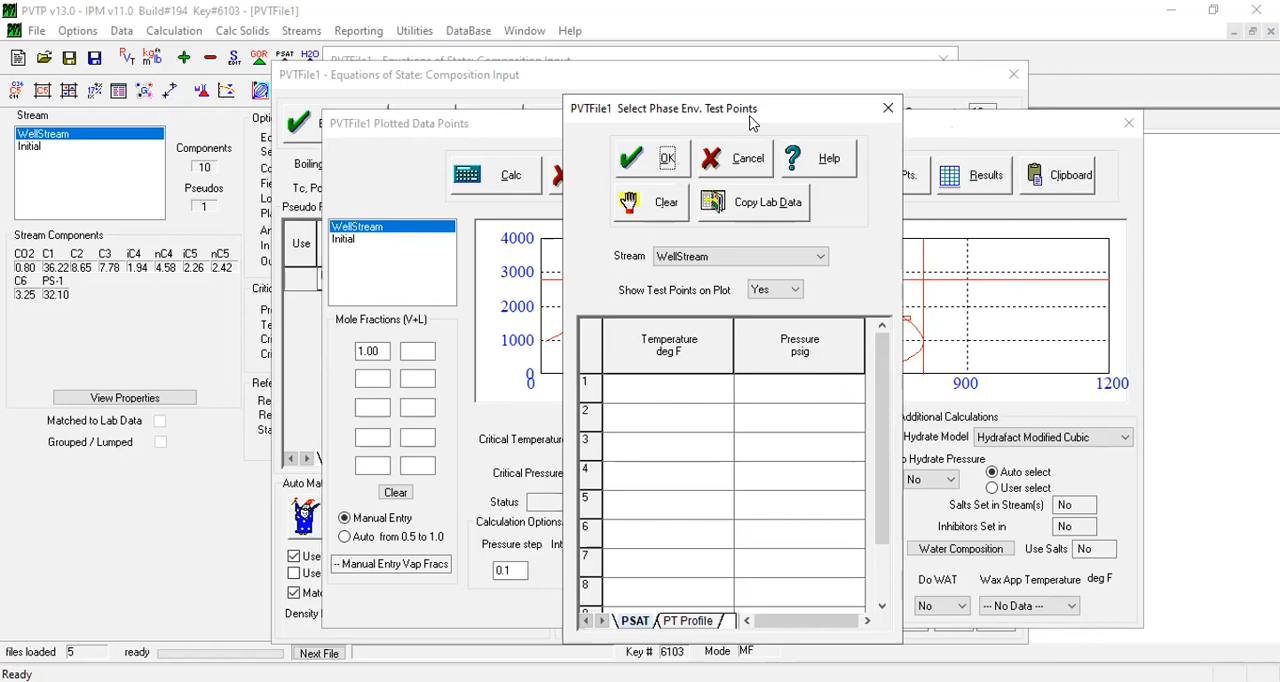 PVTP v13.0 - IPM v11.0 Build#194 Key#6103 - [PVTFile1]
File Options Data Calculation Calc Solids Streams Reporting Utilities DataBase Window Help
PVTFile1 - Equations of State: Composition Input
PVTFile1 Plotted Data Points
PVTFile1 Select Phase Env. Test Points
Stream
WellStream
Initial
Components
10
Pseudos
1
Stream Components
CO2 C1 C2 C3 iC4 nC4 iC5 nC5
0.80 36.22 8.65 7.78 1.94 4.58 2.26 2.42
C6 PS-1
3.25 32.10
View Properties
Matched to Lab Data
Grouped / Lumped
Boiling
Tc, Po
Pseudo F
Use
Auto Mat
Use
Use
Mat
Density
Calc
Pts. Results Clipboard
WellStream
Initial
Mole Fractions (V+L)
1.00
Clear
Manual Entry
Auto from 0.5 to 1.0
-- Manual Entry Vap Fracs
4000
3000
2000
1000
0
0 900 1200
Critical Temperature
Critical Pressure
Status
Calculation Options
Pressure step Int
0.1
OK Cancel Help
Clear Copy Lab Data
Stream WellStream
Show Test Points on Plot Yes
Temperature
deg F
Pressure
psig
1
2
3
4
5
6
7
8
PSAT PT Profile
Additional Calculations
Hydrate Model Hydrafact Modified Cubic
o Hydrate Pressure
No
Auto select
User select
Salts Set in Stream(s) No
Inhibitors Set in No
Water Composition Use Salts No
Do WAT Wax App Temperature deg F
No --- No Data ---
files loaded 5 ready Next File Key # 6103 Mode MF
Ready